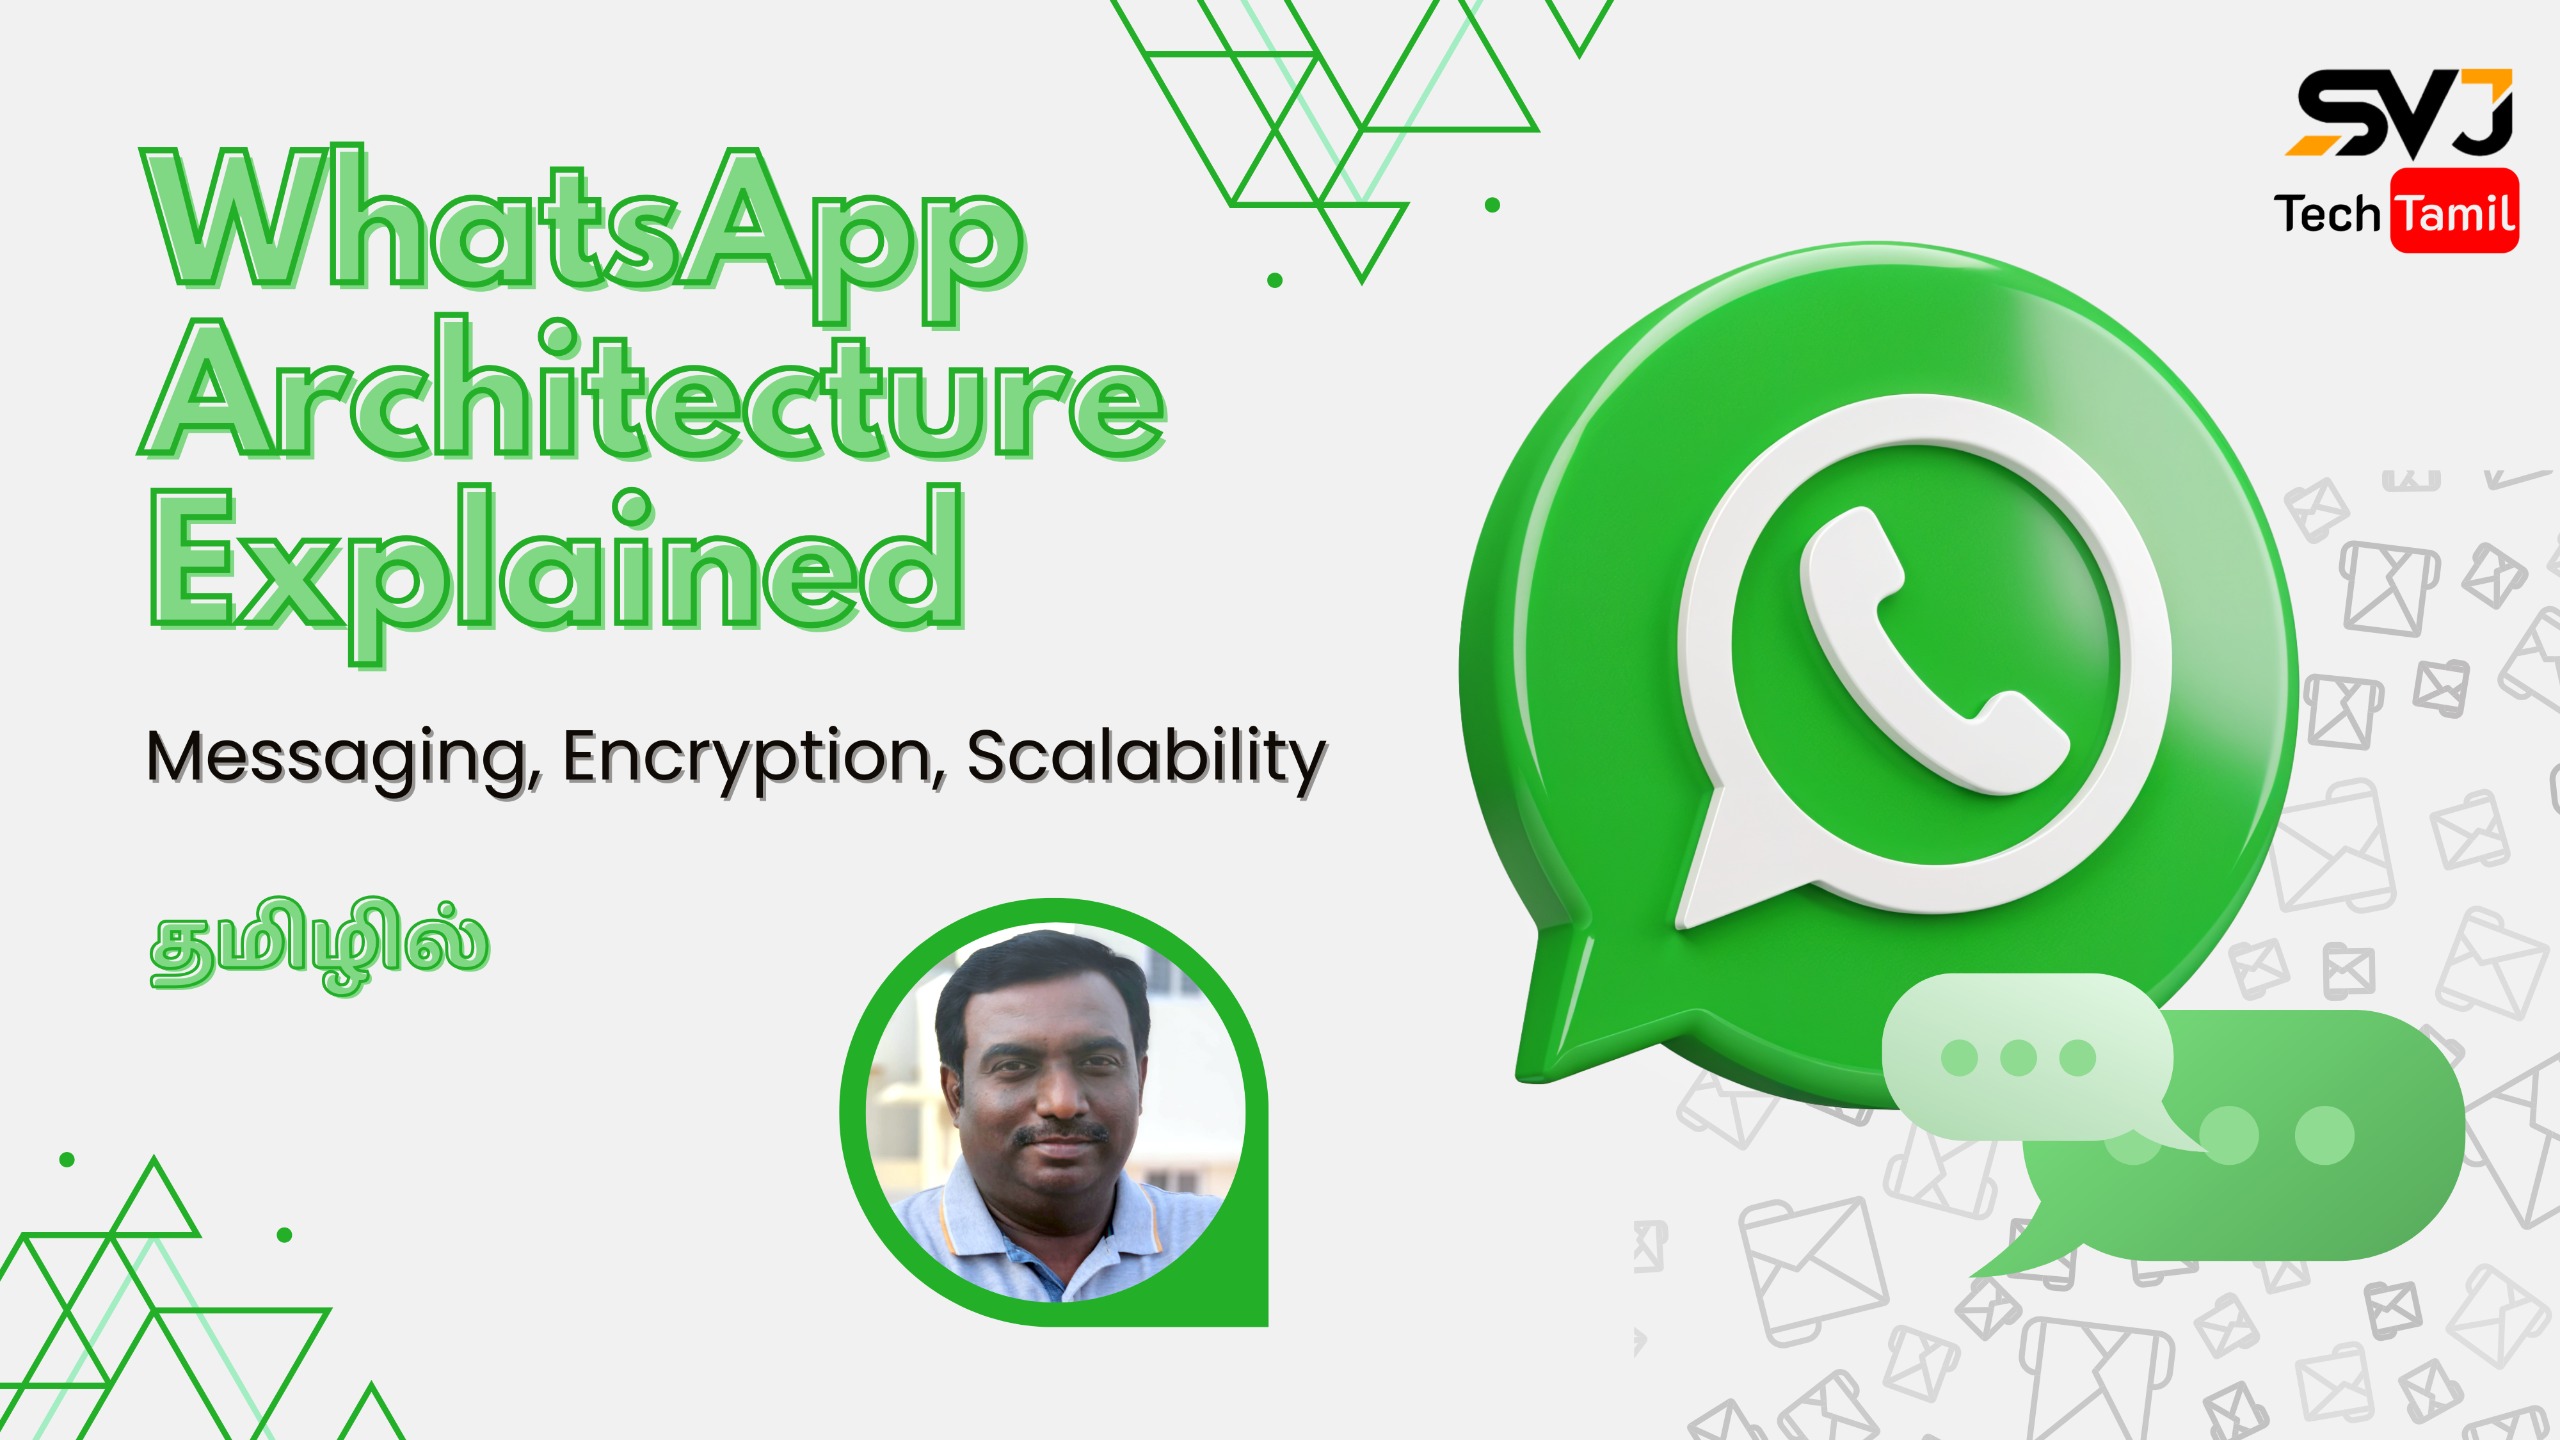 WhatsApp
Architecture
Explained
Messaging, Encryption, Scalability
தமிழில்
SVJ
Tech Tamil